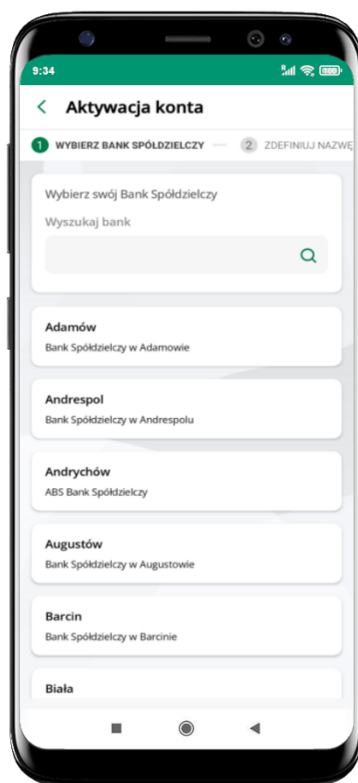 9:34
Aktywacja konta
1 WYBIERZ BANK SPÓŁDZIELCZY 2 ZDEFINIUJ NAZWĘ
Wybierz swój Bank Spółdzielczy
Wyszukaj bank
Adamów
Bank Spółdzielczy w Adamowie
Andrespol
Bank Spółdzielczy w Andrespolu
Andrychów
ABS Bank Spółdzielczy
Augustów
Bank Spółdzielczy w Augustowie
Barcin
Bank Spółdzielczy w Barcinie
Biała